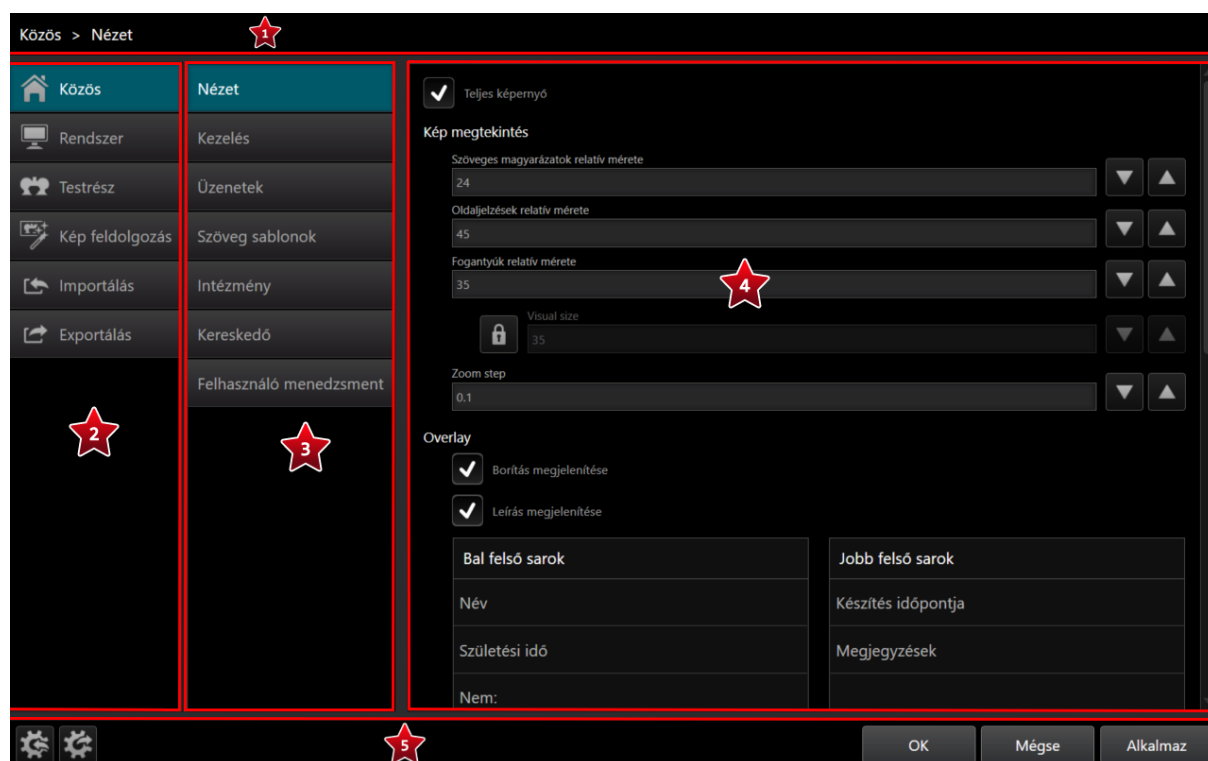 Közös > Nézet
1
Közös
Rendszer
Testrész
Kép feldolgozás
Importálás
Exportálás
2
Nézet
Kezelés
Üzenetek
Szöveg sablonok
Intézmény
Kereskedő
Felhasználó menedzsment
3
Teljes képernyő
Kép megtekintés
Szöveges magyarázatok relatív mérete
24
Oldaljelzések relatív mérete
45
Fogantyúk relatív mérete
35
4
Visual size
35
Zoom step
0.1
Overlay
Borítás megjelenítése
Leírás megjelenítése
Bal felső sarok
Név
Születési idő
Nem:
Jobb felső sarok
Készítés időpontja
Megjegyzések
5
OK
Mégse
Alkalmaz